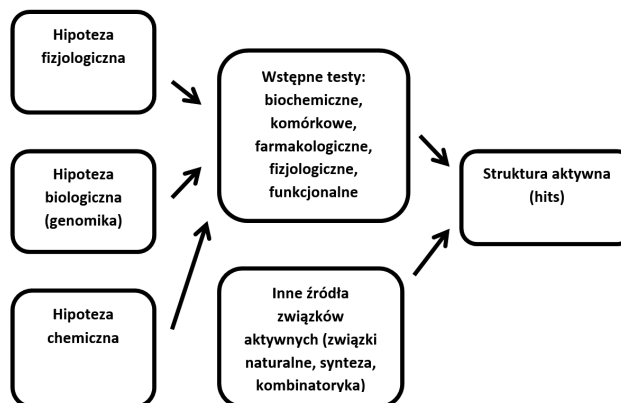 Hipoteza
fizjologiczna
Hipoteza
biologiczna
(genomika)
Hipoteza
chemiczna
Wstępne testy:
biochemiczne,
komórkowe,
farmakologiczne,
fizjologiczne,
funkcjonalne
Inne źródła
związków
aktywnych (związki
naturalne, synteza,
kombinatoryka)
Struktura aktywna
(hits)